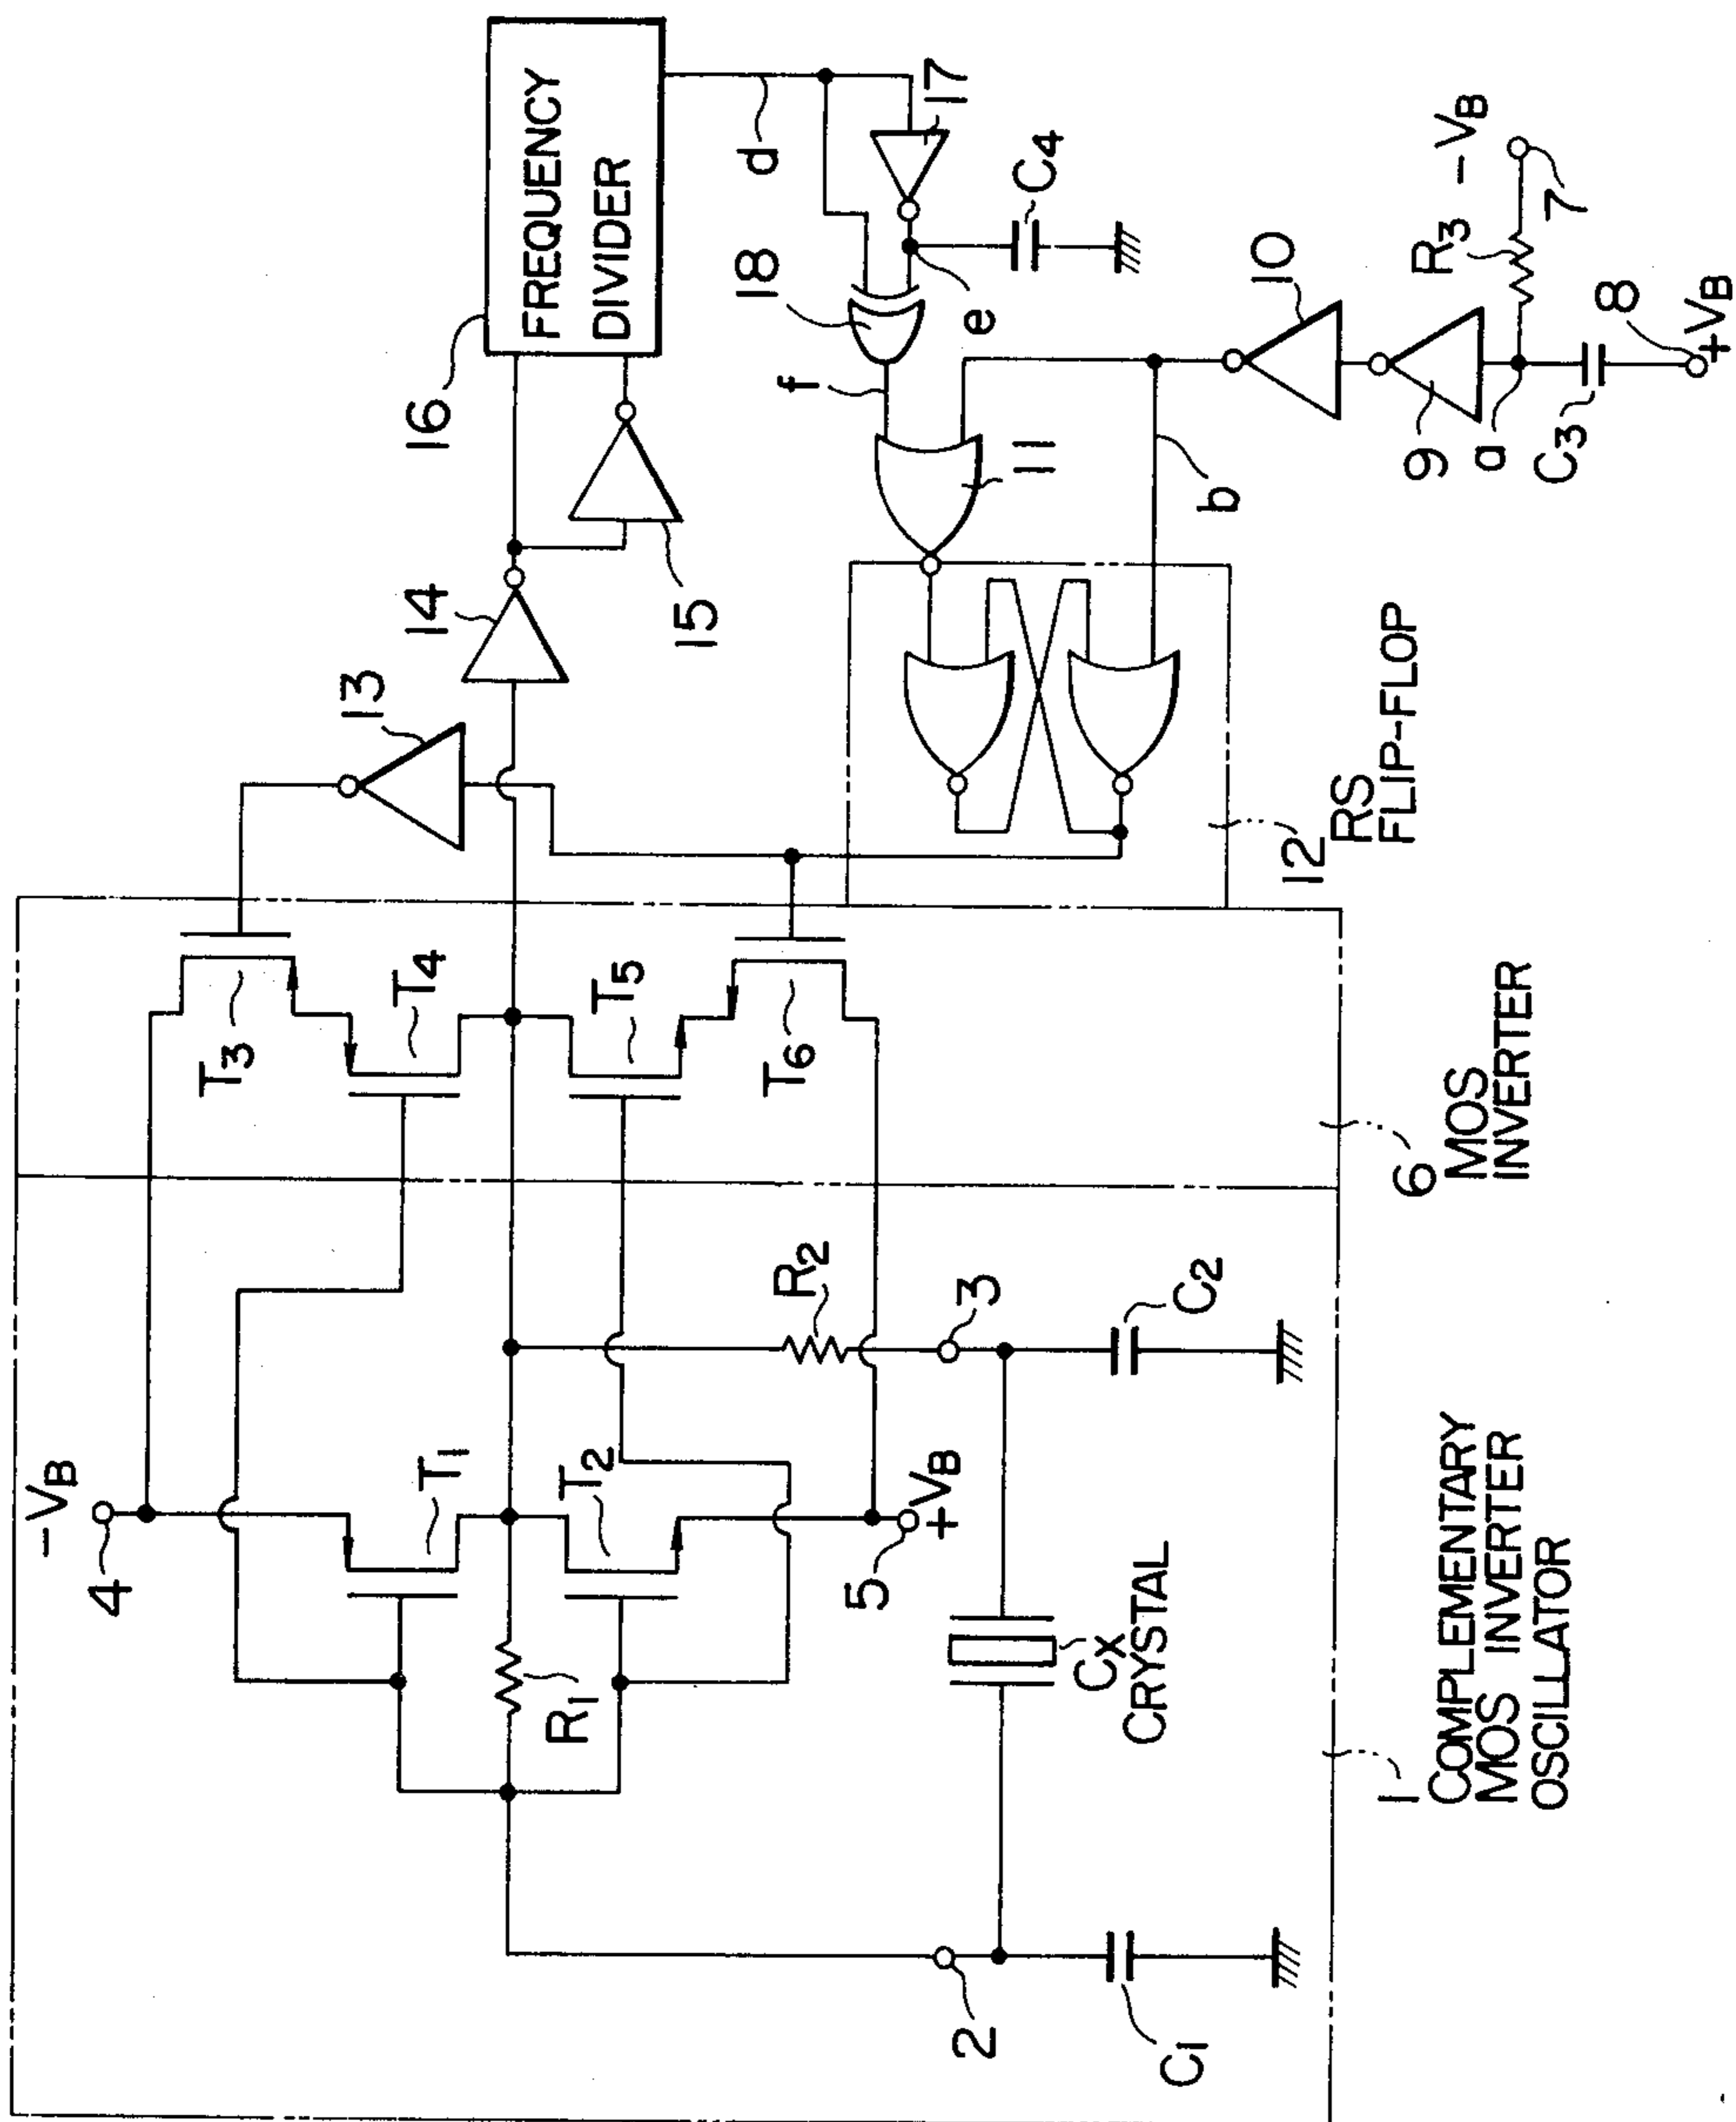 -VB
4
T1
R1
T2
5
+VB
CX
CRYSTAL
R2
3
C2
2
C1
1
COMPLEMENTARY
MOS INVERTER
OSCILLATOR
T3
T4
T5
T6
6
MOS
INVERTER
13
14
15
16
FREQUENCY
DIVIDER
d
17
18
C4
e
f
11
b
12
RS
FLIP-FLOP
10
9
a
R3
-VB
7
C3
8
+VB